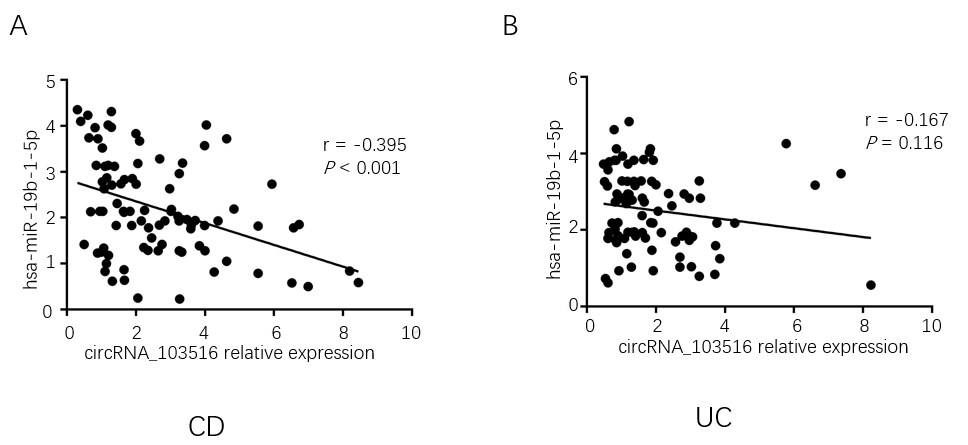 A
B
5
4
3
2
1
0
hsa-miR-19b-1-5p
r = -0.395
P < 0.001
0 2 4 6 8 10
circRNA_103516 relative expression
CD
6
4
2
0
hsa-miR-19b-1-5p
r = -0.167
P = 0.116
0 2 4 6 8 10
circRNA_103516 relative expression
UC